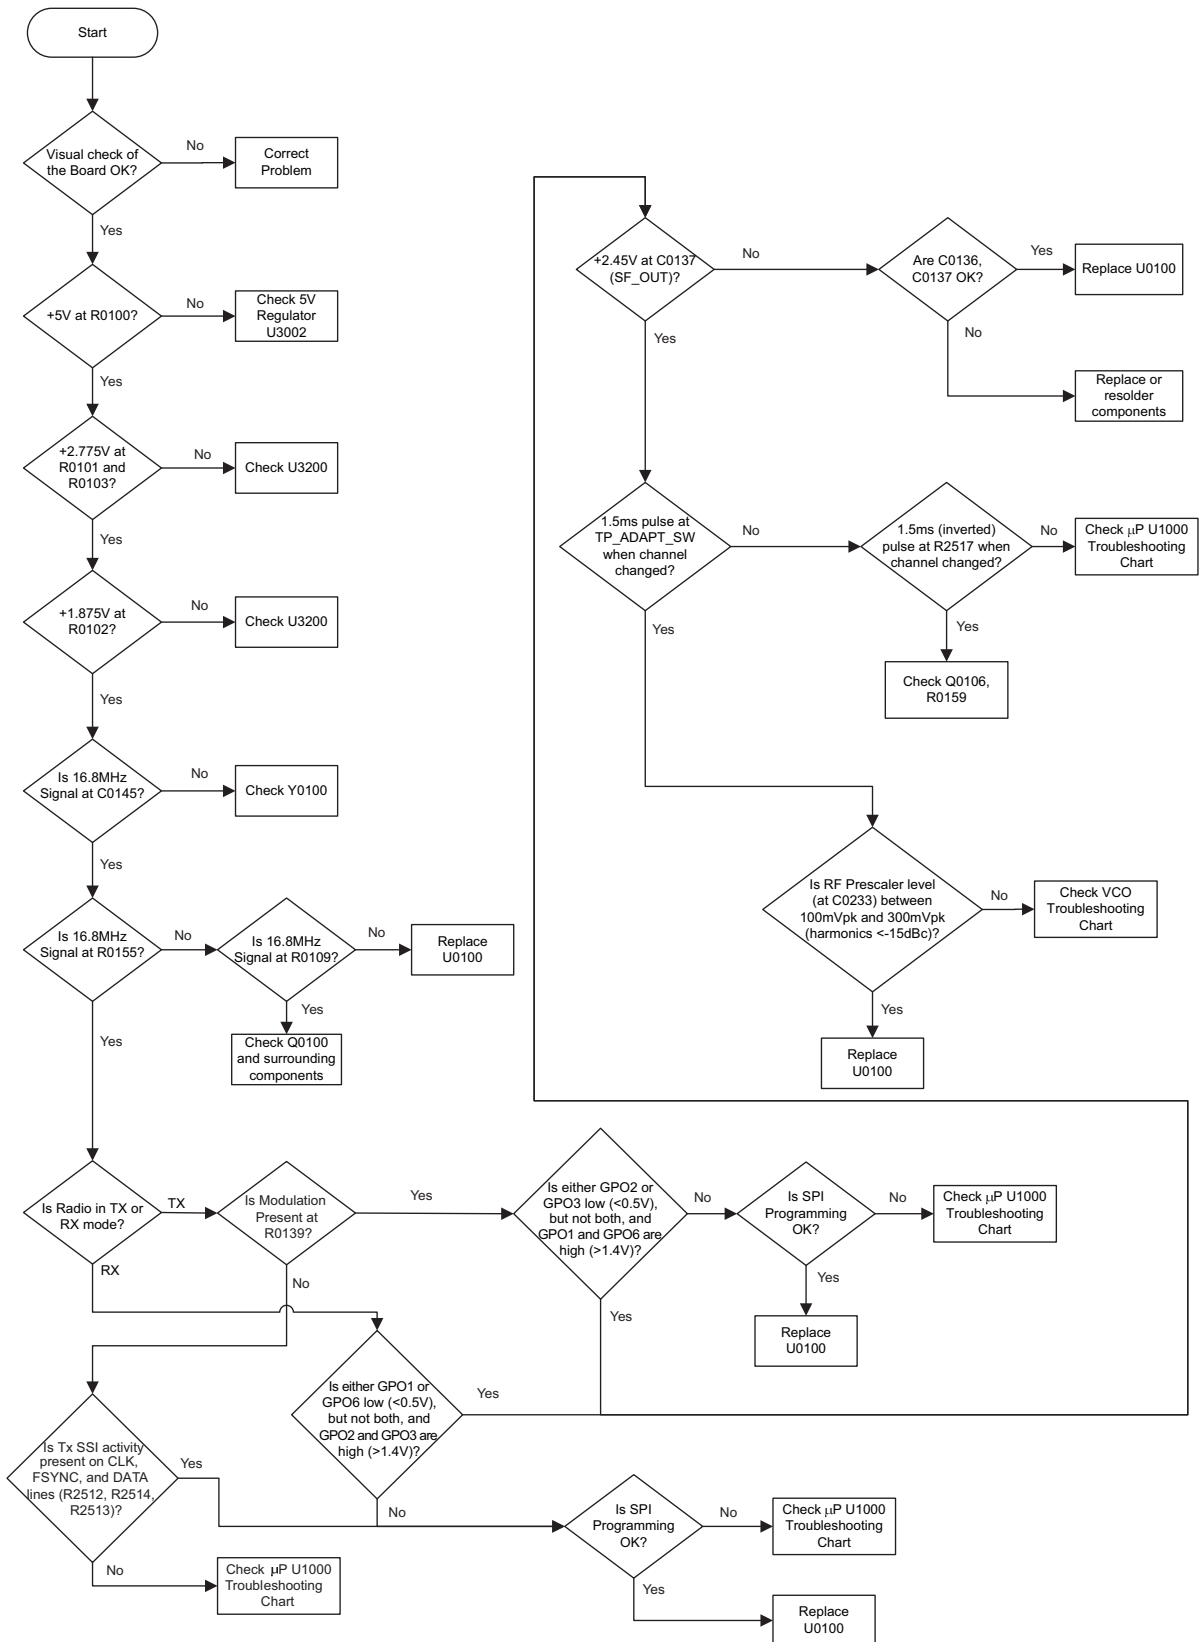 Start
Visual check of
the Board OK?
No
Correct
Problem
Yes
+5V at R0100?
No
Check 5V
Regulator
U3002
Yes
+2.775V at
R0101 and
R0103?
No
Check U3200
Yes
+1.875V at
R0102?
No
Check U3200
Yes
Is 16.8MHz
Signal at C0145?
No
Check Y0100
Yes
Is 16.8MHz
Signal at R0155?
No
Is 16.8MHz
Signal at R0109?
No
Replace
U0100
Yes
Check Q0100
and surrounding
components
Yes
+2.45V at C0137
(SF_OUT)?
No
Are C0136,
C0137 OK?
Yes
Replace U0100
No
Replace or
resolder
components
Yes
1.5ms pulse at
TP_ADAPT_SW
when channel
changed?
No
1.5ms (inverted)
pulse at R2517 when
channel changed?
No
Check µP U1000
Troubleshooting
Chart
Yes
Check Q0106,
R0159
Yes
Is RF Prescaler level
(at C0233) between
100mVpk and 300mVpk
(harmonics <-15dBc)?
No
Check VCO
Troubleshooting
Chart
Yes
Replace
U0100
Is Radio in TX or
RX mode?
TX
Is Modulation
Present at
R0139?
Yes
Is either GPO2 or
GPO3 low (<0.5V),
but not both, and
GPO1 and GPO6 are
high (>1.4V)?
No
Is SPI
Programming
OK?
No
Check µP U1000
Troubleshooting
Chart
Yes
Replace
U0100
Yes
RX
No
Is either GPO1 or
GPO6 low (<0.5V),
but not both, and
GPO2 and GPO3 are
high (>1.4V)?
Yes
No
Is Tx SSI activity
present on CLK,
FSYNC, and DATA
lines (R2512, R2514,
R2513)?
Yes
Is SPI
Programming
OK?
No
Check µP U1000
Troubleshooting
Chart
Yes
Replace
U0100
No
Check µP U1000
Troubleshooting
Chart